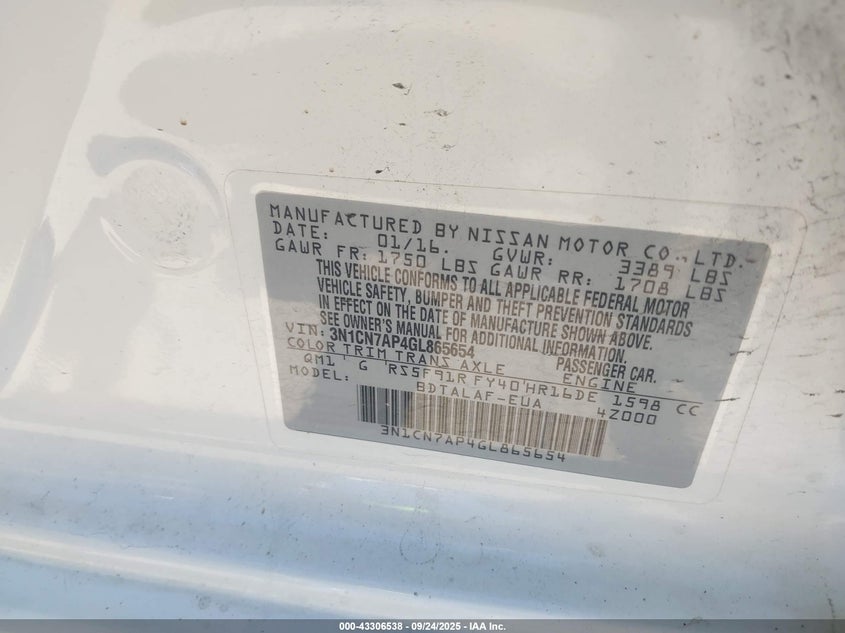 MANUFACTURED BY NISSAN MOTOR CO., LTD.
DATE: 01/16. GVWR: 3389 LBS
GAWR FR: 1750 LBS GAWR RR: 1708 LBS
THIS VEHICLE CONFORMS TO ALL APPLICABLE FEDERAL MOTOR
VEHICLE SAFETY, BUMPER AND THEFT PREVENTION STANDARDS
IN EFFECT ON THE DATE OF MANUFACTURE SHOWN ABOVE.
SEE OWNER'S MANUAL FOR ADDITIONAL INFORMATION.
VIN: 3N1CN7AP4GL865654 PASSENGER CAR.
COLOR TRIM TRANS AXLE ENGINE
QM1 G RS5F91R FY40 HR16DE 1598 CC
MODEL: BDTALAF-EUA 4Z000
3N1CN7AP4GL865654
000-43306538 - 09/24/2025 - IAA Inc.